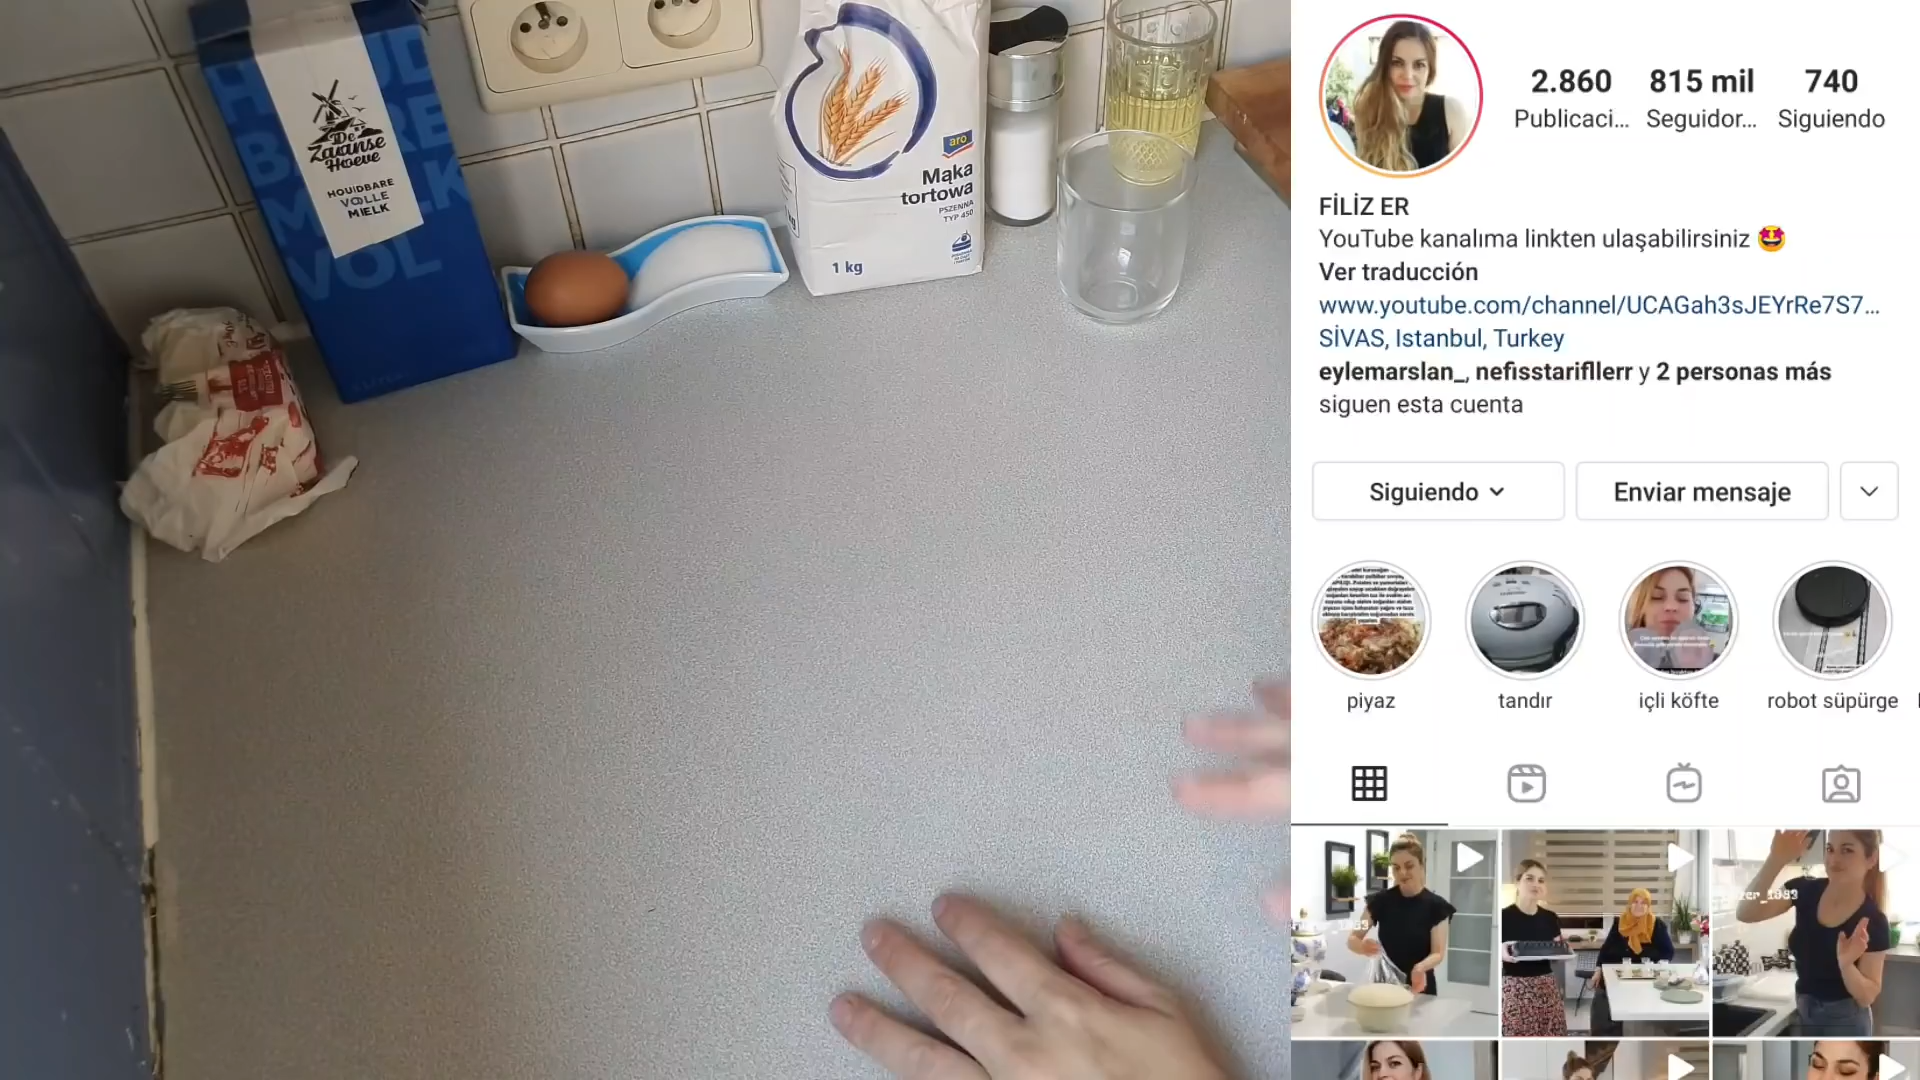 De
Zaanse
Hoeve
HOUDBARE
VOLLE
MELK
VOL
aro
Mąka
tortowa
PSZENNA
TYP 450
1 kg
2.860 815 mil 740
Publicaci... Seguidor... Siguiendo
FİLİZ ER
YouTube kanalıma linkten ulaşabilirsiniz 🤩
Ver traducción
www.youtube.com/channel/UCAGah3sJEYrRe7S7...
SİVAS, Istanbul, Turkey
eylemarslan_, nefisstarifllerr y 2 personas más
siguen esta cuenta
Siguiendo
Enviar mensaje
piyaz tandır içli köfte robot süpürge